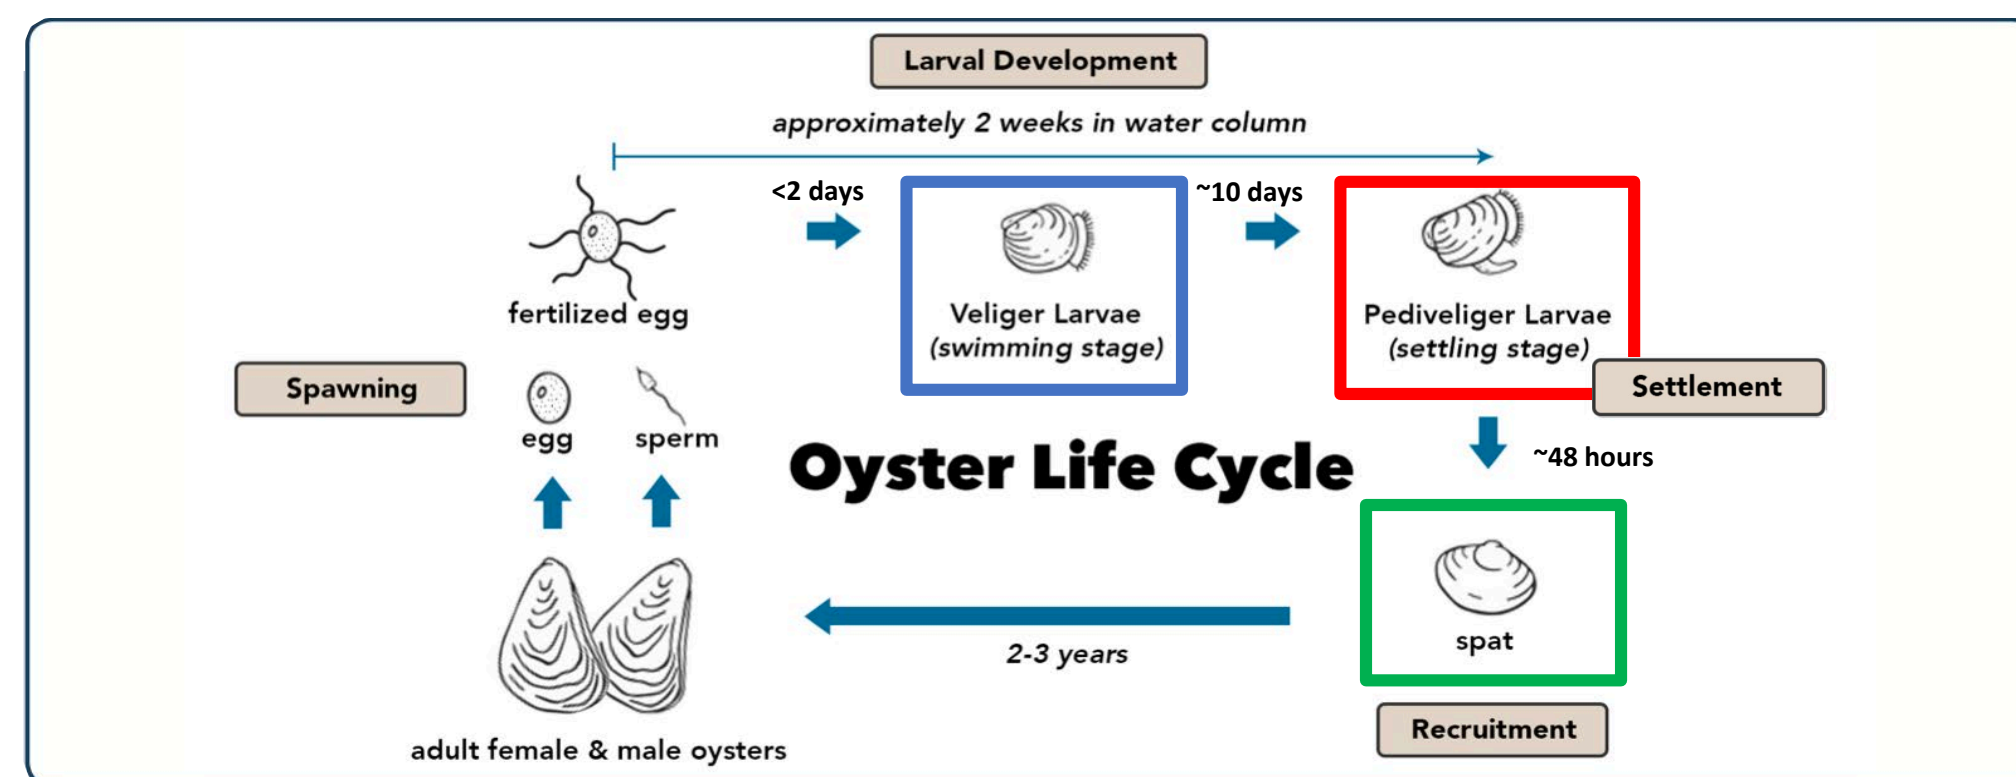 Larval Development
approximately 2 weeks in water column
<2 days
~10 days
fertilized egg
Veliger Larvae
(swimming stage)
Pediveliger Larvae
(settling stage)
Spawning
Settlement
egg
sperm
Oyster Life Cycle
~48 hours
spat
2-3 years
Recruitment
adult female & male oysters